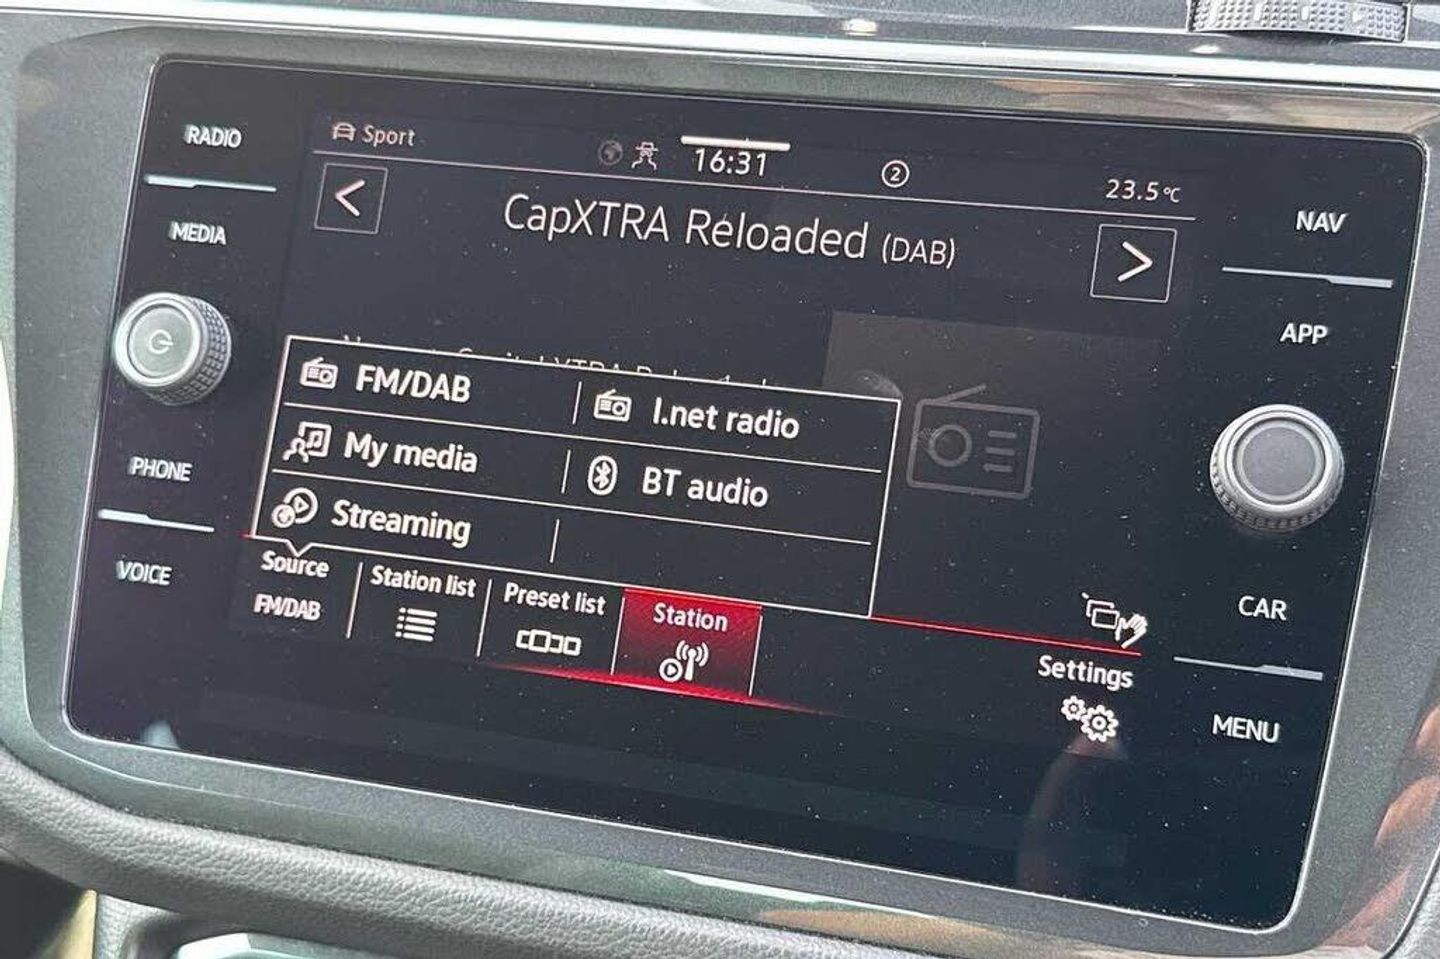 RADIO
MEDIA
PHONE
VOICE
Sport
16:31
2
23.5°C
CapXTRA Reloaded (DAB)
FM/DAB
I.net radio
My media
BT audio
Streaming
Source
FM/DAB
Station list
Preset list
Station
Settings
NAV
APP
CAR
MENU